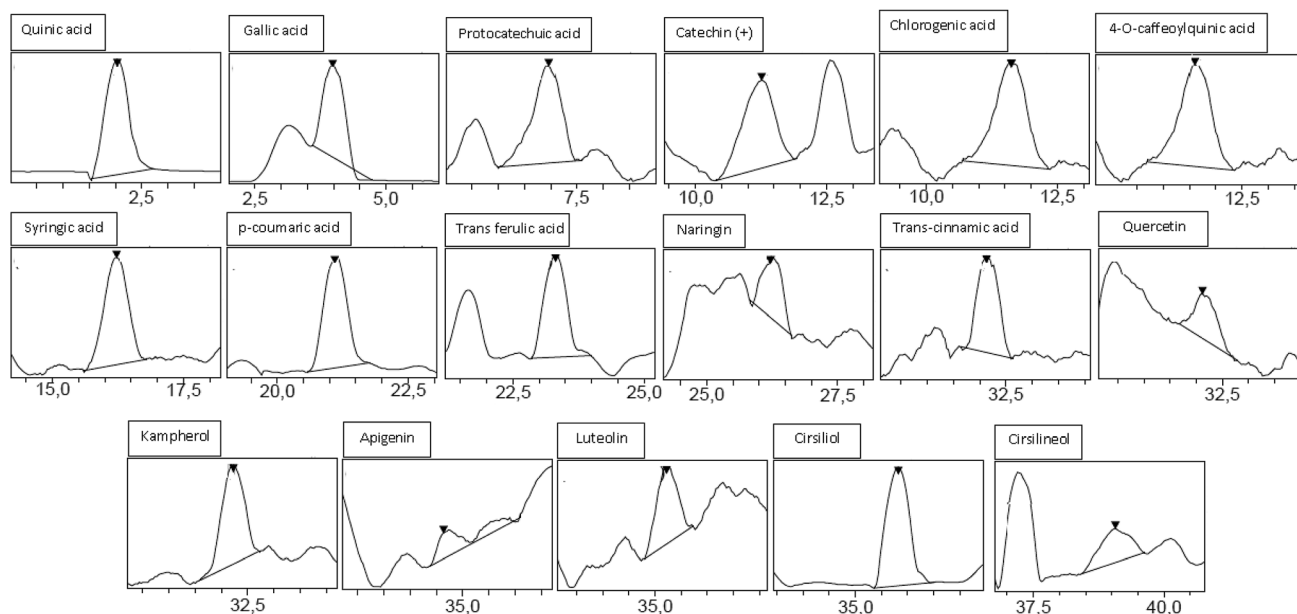 Quinic acid
Gallic acid
Protocatechuic acid
Catechin (+)
Chlorogenic acid
4-O-caffeoylquinic acid
2,5
2,5 5,0
7,5
10,0 12,5
10,0 12,5
12,5
Syringic acid
p-coumaric acid
Trans ferulic acid
Naringin
Trans-cinnamic acid
Quercetin
15,0 17,5
20,0 22,5
22,5 25,0
25,0 27,5
32,5
32,5
Kampherol
Apigenin
Luteolin
Cirsiliol
Cirsilineol
32,5
35,0
35,0
35,0
37.5 40.0